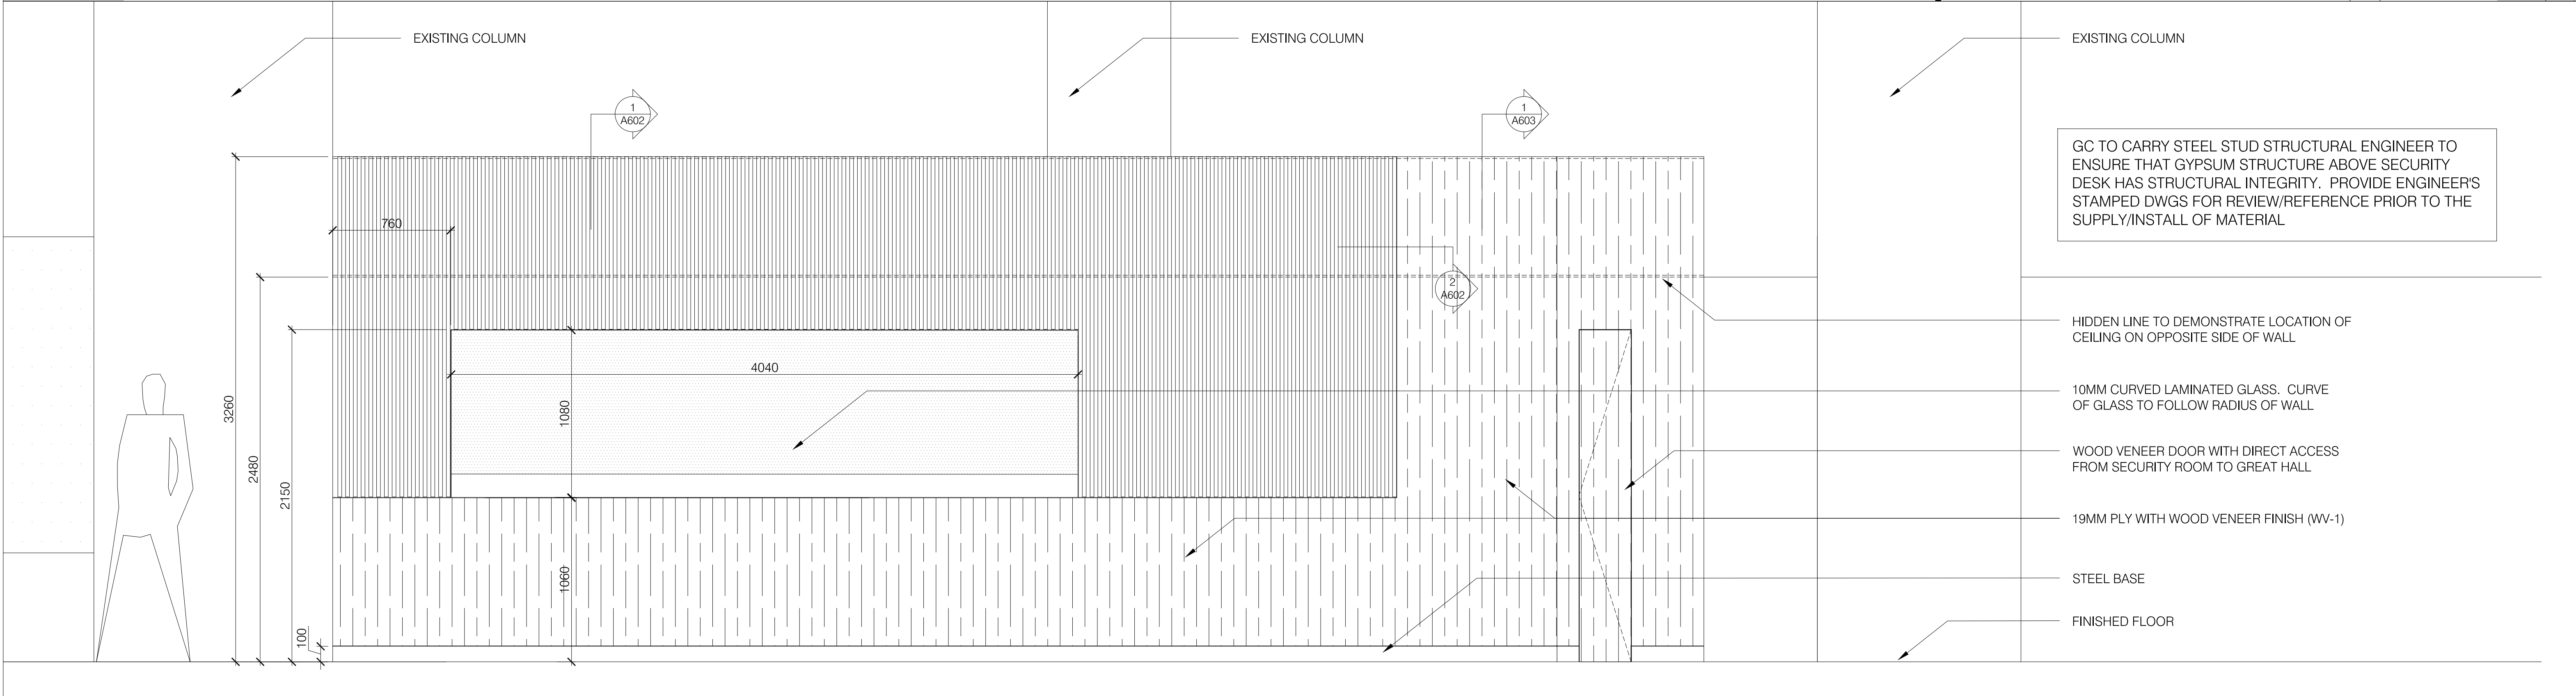 EXISTING COLUMN
EXISTING COLUMN
EXISTING COLUMN
1
A602
1
A603
GC TO CARRY STEEL STUD STRUCTURAL ENGINEER TO
ENSURE THAT GYPSUM STRUCTURE ABOVE SECURITY
DESK HAS STRUCTURAL INTEGRITY. PROVIDE ENGINEER'S
STAMPED DWGS FOR REVIEW/REFERENCE PRIOR TO THE
SUPPLY/INSTALL OF MATERIAL
760
2
A602
HIDDEN LINE TO DEMONSTRATE LOCATION OF
CEILING ON OPPOSITE SIDE OF WALL
4040
3260
1080
10MM CURVED LAMINATED GLASS. CURVE
OF GLASS TO FOLLOW RADIUS OF WALL
2480
WOOD VENEER DOOR WITH DIRECT ACCESS
FROM SECURITY ROOM TO GREAT HALL
2150
19MM PLY WITH WOOD VENEER FINISH (WV-1)
1060
STEEL BASE
100
FINISHED FLOOR